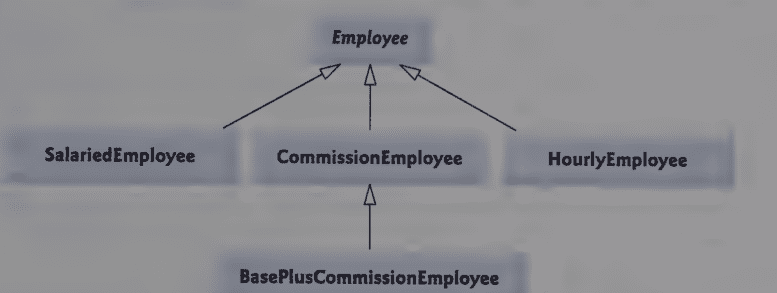 Employee
SalariedEmployee
CommissionEmployee
HourlyEmployee
BasePlusCommissionEmployee